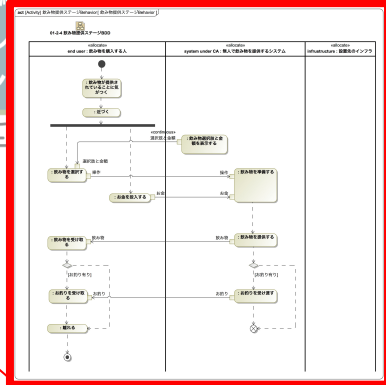 act [Activity] 飲み物提供ステージBehavior[ 飲み物提供ステージBehavior ]
01-3-4 飲み物提供ステージBDD
«allocate»
end user : 飲み物を購入する人
«allocate»
system under CA : 無人で飲み物を提供するシステム
«allocate»
infrastructure : 設置先のインフラ
: 飲み物が提供さ
れていることに気
がつく
: 近づく
«continuous»
選択肢と金額
: 飲み物選択肢と金
額を表示する
選択肢と金額
: 飲み物を選択す
る
操作
操作
: 飲み物を準備する
: お金を投入する
お金
お金
: 飲み物を受け取
る
飲み物
飲み物
: 飲み物を提供する
[お釣り有り]
[お釣り有り]
: お釣りを受け取
る
お釣り
お釣り
: お釣りを受け渡す
: 離れる